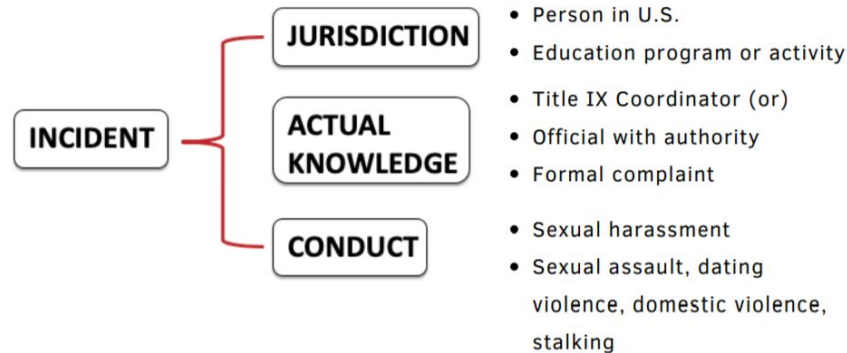 INCIDENT
JURISDICTION
• Person in U.S.
• Education program or activity
ACTUAL
KNOWLEDGE
• Title IX Coordinator (or)
• Official with authority
• Formal complaint
CONDUCT
• Sexual harassment
• Sexual assault, dating
violence, domestic violence,
stalking